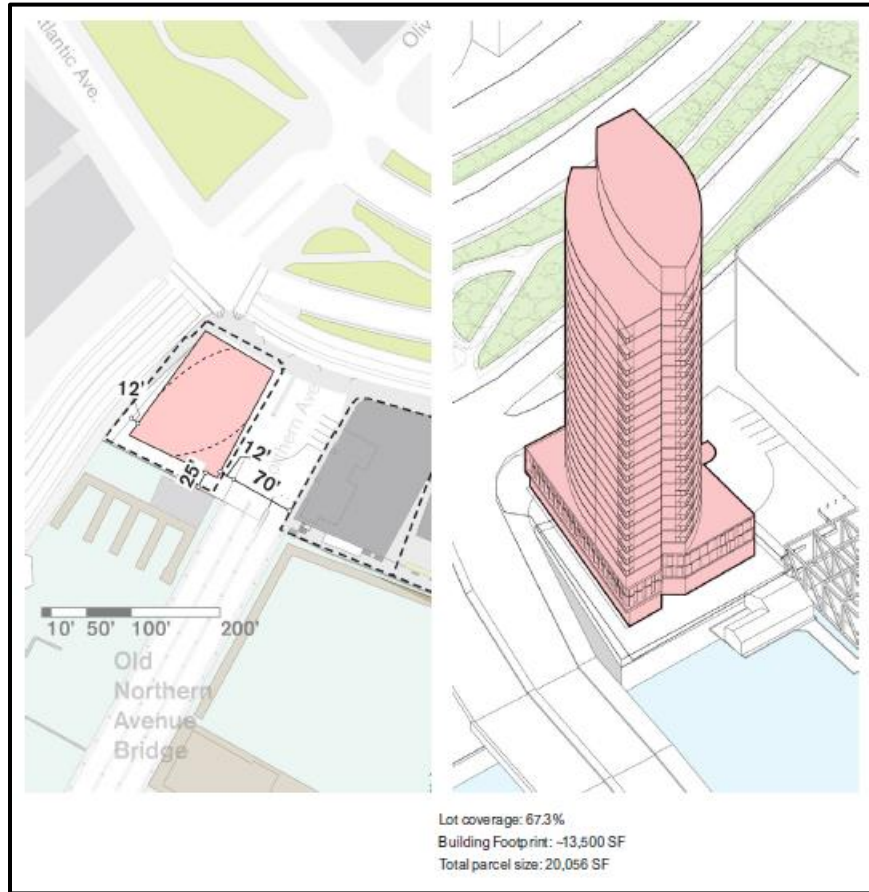 Atlantic Ave.
Oliv
12'
25'
12'
70'
Northern Ave
10' 50' 100' 200'
Old
Northern
Avenue
Bridge
Lot coverage: 67.3%
Building Footprint: ~13,500 SF
Total parcel size: 20,056 SF